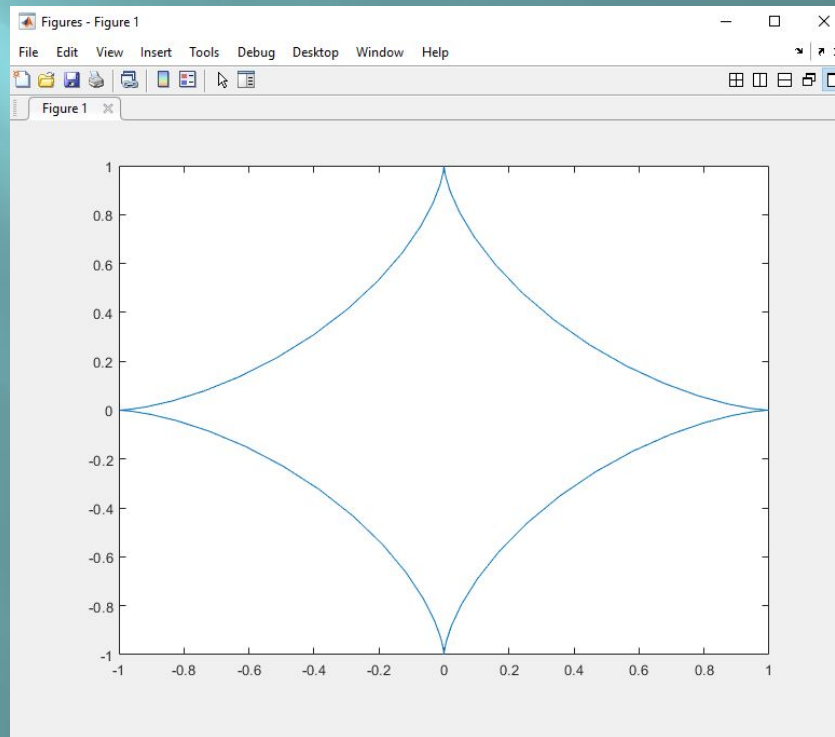 Figures - Figure 1
File Edit View Insert Tools Debug Desktop Window Help
Figure 1
1
0.8
0.6
0.4
0.2
0
-0.2
-0.4
-0.6
-0.8
-1
-1 -0.8 -0.6 -0.4 -0.2 0 0.2 0.4 0.6 0.8 1